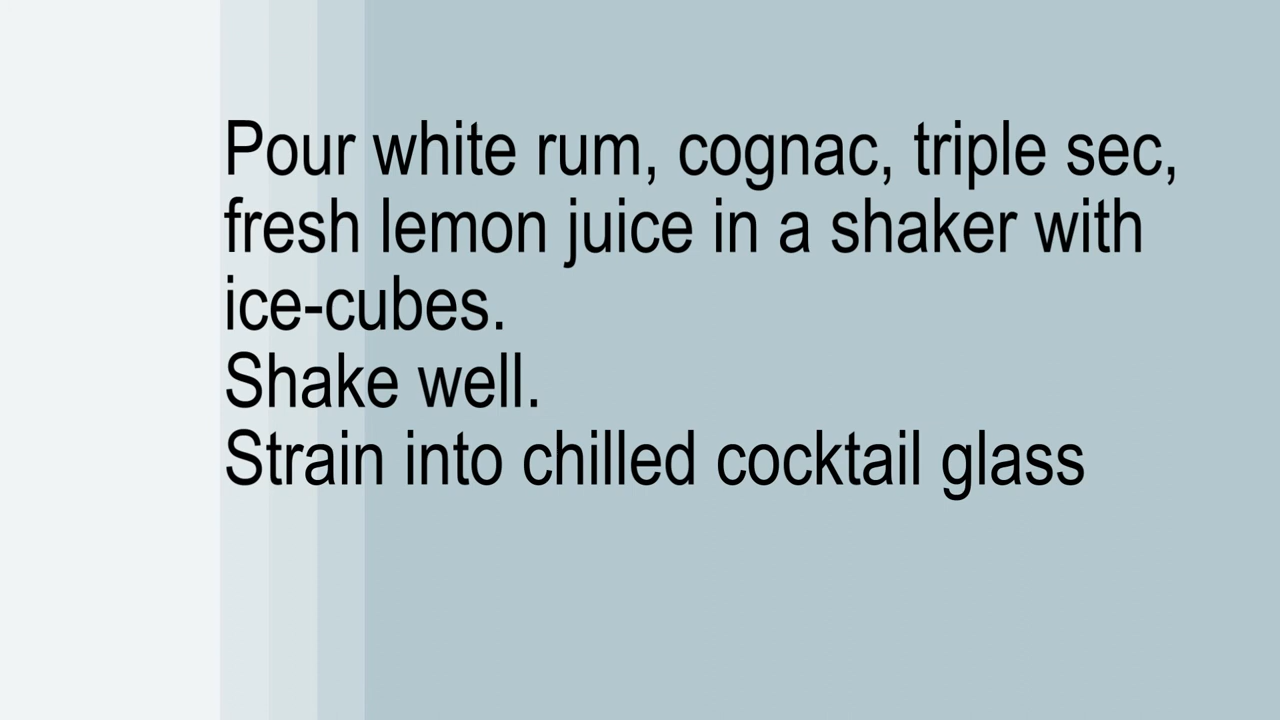 Pour white rum, cognac, triple sec,
fresh lemon juice in a shaker with
ice-cubes.
Shake well.
Strain into chilled cocktail glass